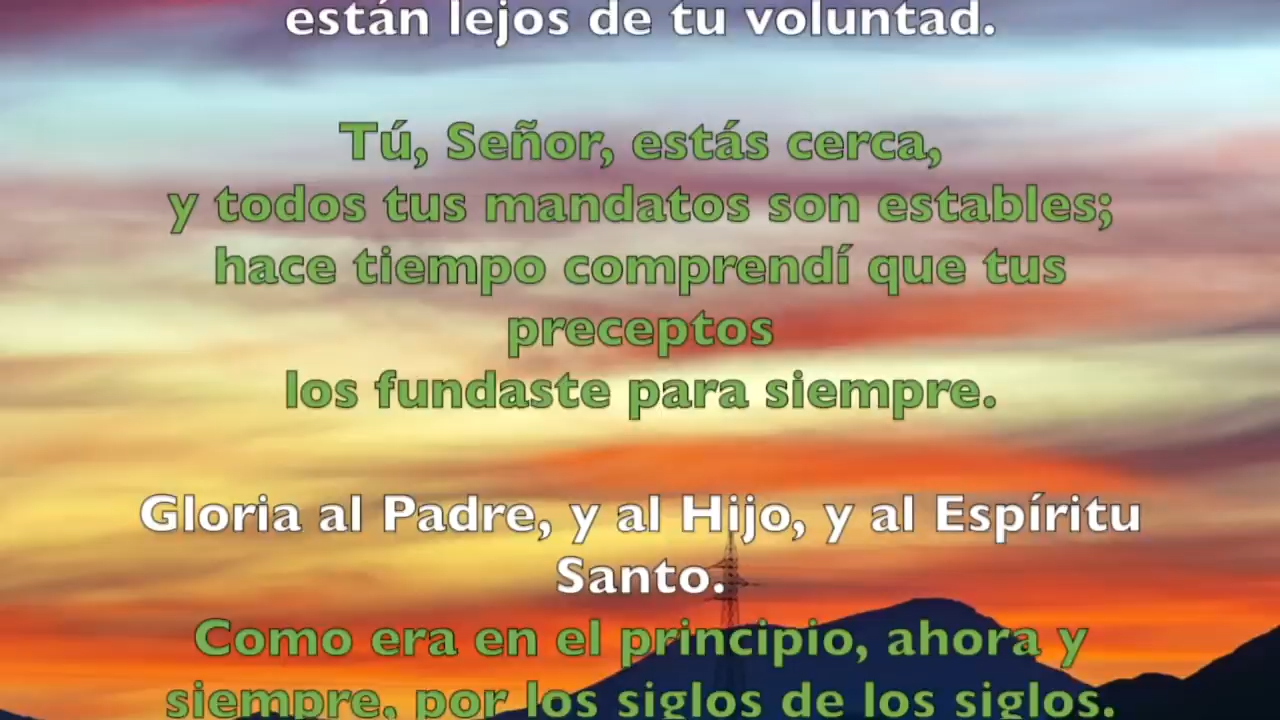 están lejos de tu voluntad.
Tú, Señor, estás cerca,
y todos tus mandatos son estables;
hace tiempo comprendí que tus
preceptos
los fundaste para siempre.
Gloria al Padre, y al Hijo, y al Espíritu
Santo.
Como era en el principio, ahora y
siempre, por los siglos de los siglos.